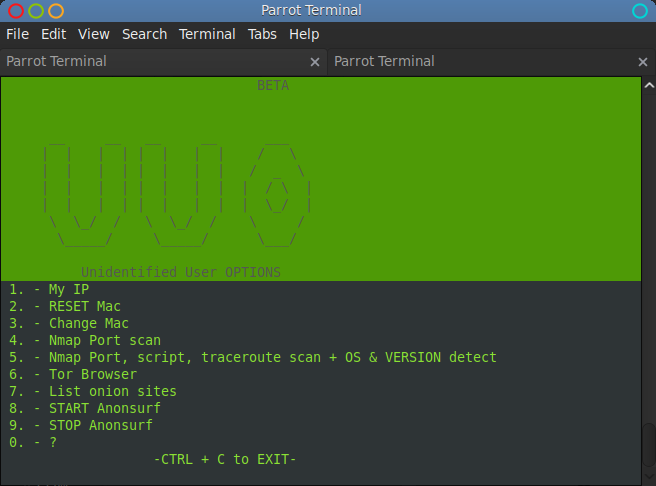 Parrot Terminal
File Edit View Search Terminal Tabs Help
Parrot Terminal × Parrot Terminal ×
BETA
UUo
Unidentified User OPTIONS
1. - My IP
2. - RESET Mac
3. - Change Mac
4. - Nmap Port scan
5. - Nmap Port, script, traceroute scan + OS & VERSION detect
6. - Tor Browser
7. - List onion sites
8. - START Anonsurf
9. - STOP Anonsurf
0. - ?
-CTRL + C to EXIT-